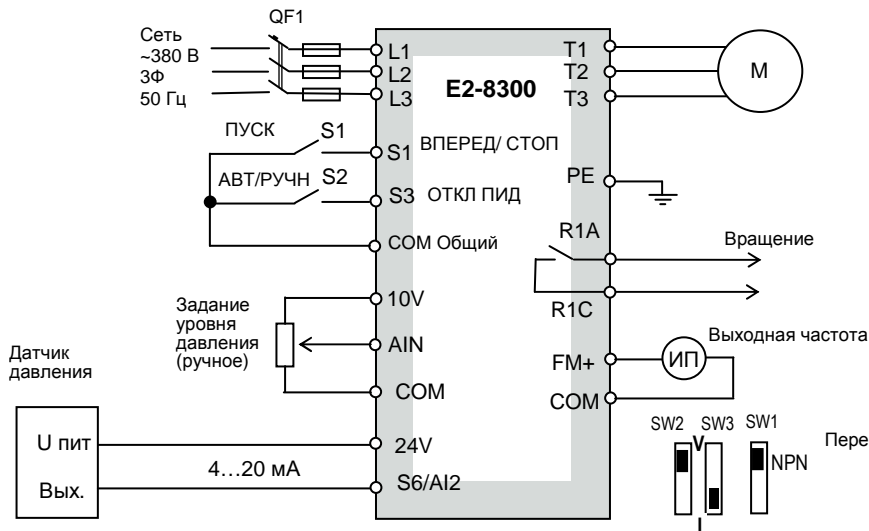 QF1
Сеть
~380 В
3Ф
50 Гц
L1
L2
L3
E2-8300
T1
T2
T3
М
ПУСК
S1
S1
ВПЕРЕД/ СТОП
АВТ/РУЧН
S2
S3
ОТКЛ ПИД
COM Общий
PE
R1A
R1C
Вращение
Задание
уровня
давления
(ручное)
10V
AIN
COM
FM+
COM
ИП
Выходная частота
Датчик
давления
U пит
Вых.
4...20 мА
24V
S6/AI2
SW2
V
SW3
SW1
NPN
I
Пере